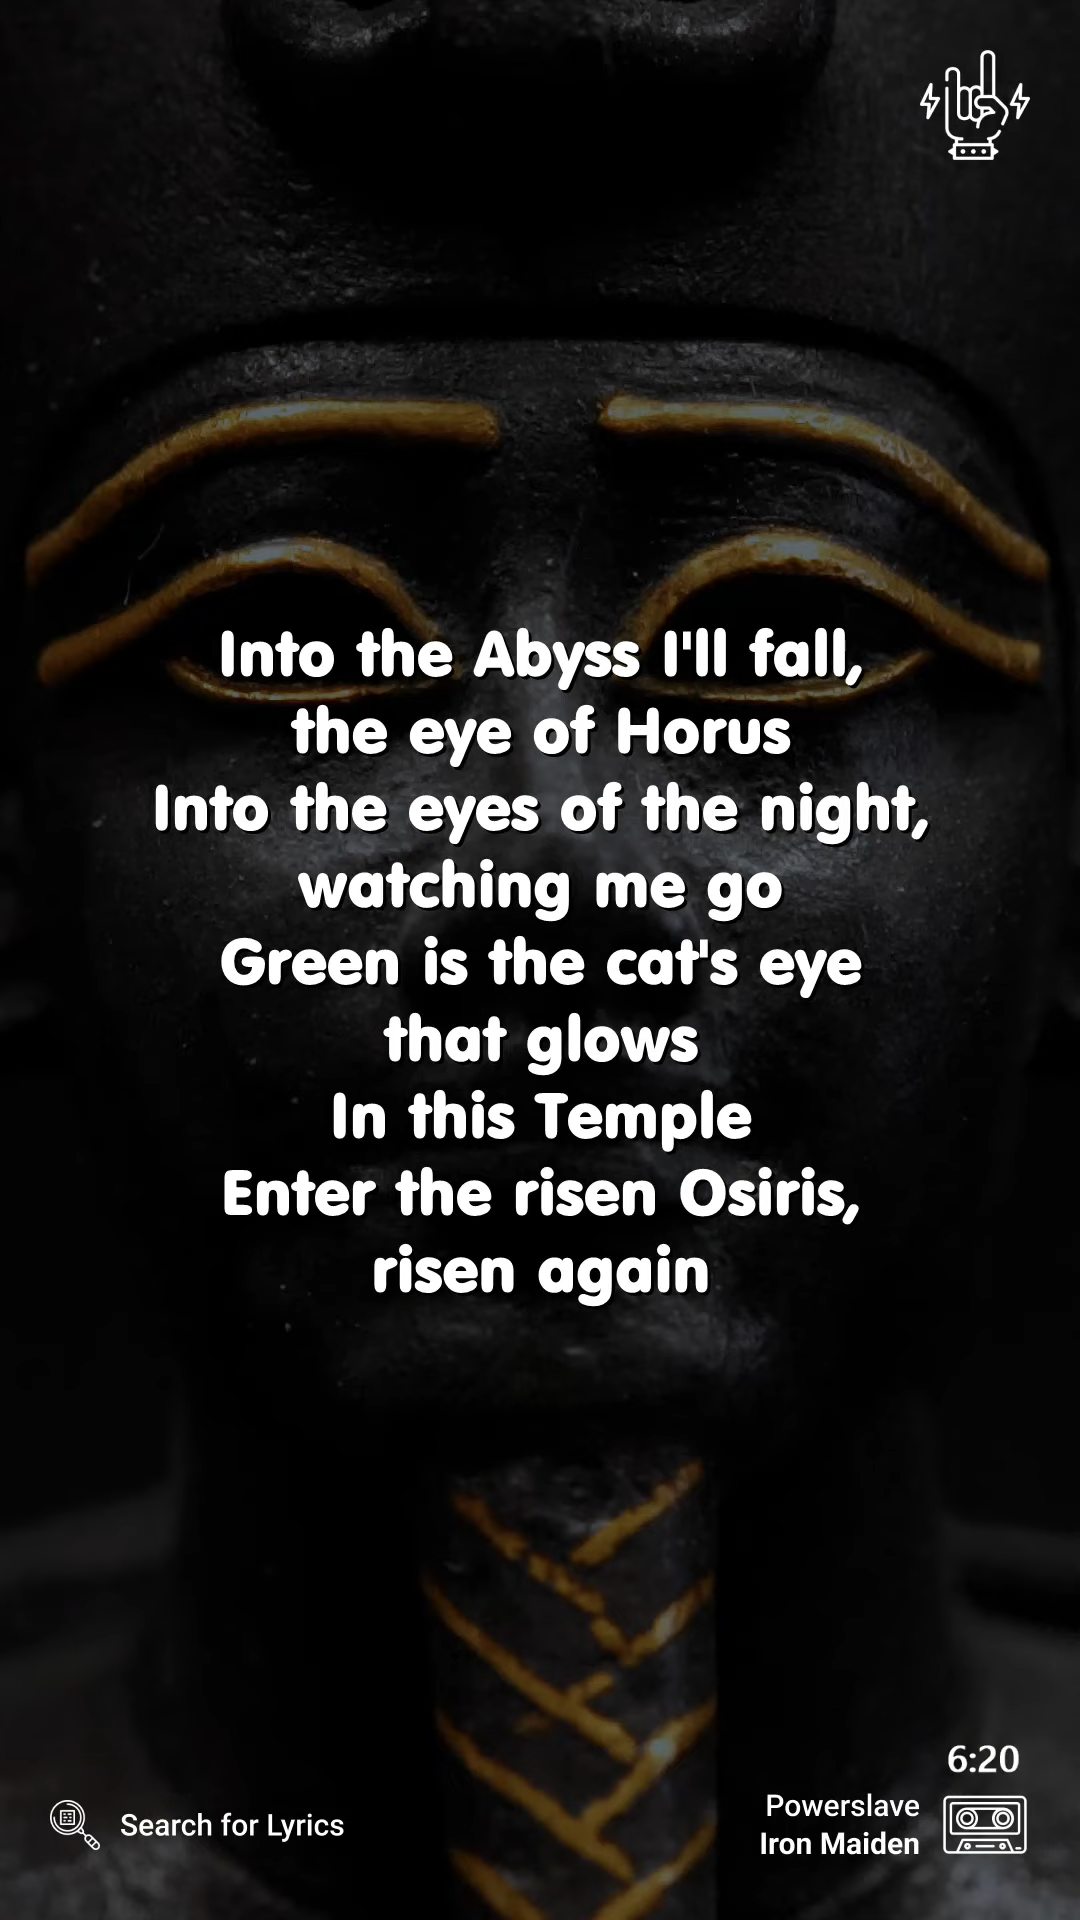 Into the Abyss I'll fall,
the eye of Horus
Into the eyes of the night,
watching me go
Green is the cat's eye
that glows
In this Temple
Enter the risen Osiris,
risen again
6:20
Search for Lyrics
Powerslave
Iron Maiden